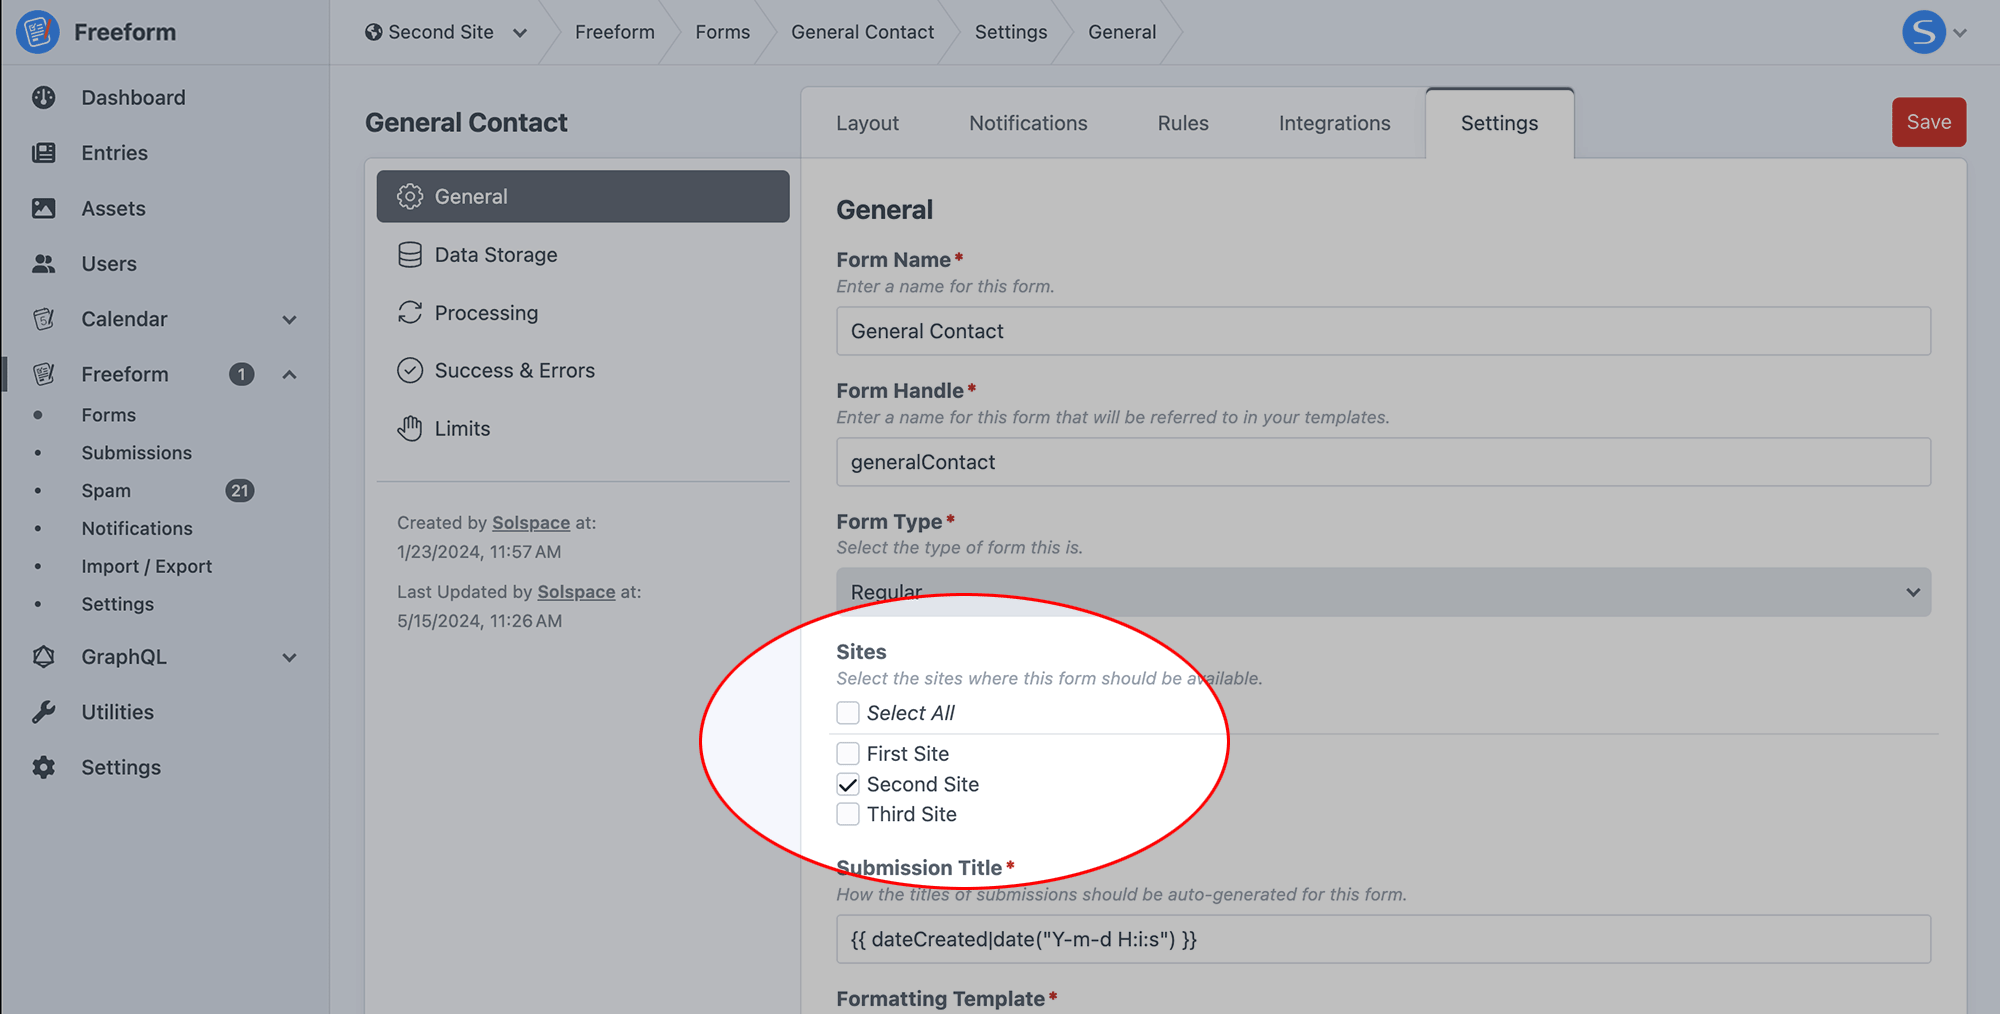 Freeform
Second Site
Freeform
Forms
General Contact
Settings
General
S
Dashboard
Entries
Assets
Users
Calendar
Freeform 1
Forms
Submissions
Spam 21
Notifications
Import / Export
Settings
GraphQL
Utilities
Settings
General Contact
Layout
Notifications
Rules
Integrations
Settings
Save
General
Data Storage
Processing
Success & Errors
Limits
Created by Solspace at:
1/23/2024, 11:57 AM
Last Updated by Solspace at:
5/15/2024, 11:26 AM
General
Form Name*
Enter a name for this form.
General Contact
Form Handle*
Enter a name for this form that will be referred to in your templates.
generalContact
Form Type*
Select the type of form this is.
Regular
Sites
Select the sites where this form should be available.
Select All
First Site
Second Site
Third Site
Submission Title*
How the titles of submissions should be auto-generated for this form.
{{ dateCreated|date("Y-m-d H:i:s") }}
Formatting Template*